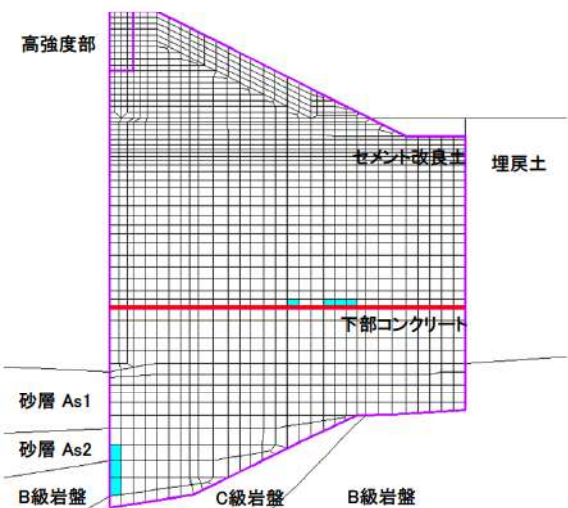 高強度部
セメント改良土
埋戻土
下部コンクリート
砂層 As1
砂層 As2
B級岩盤
C級岩盤
B級岩盤